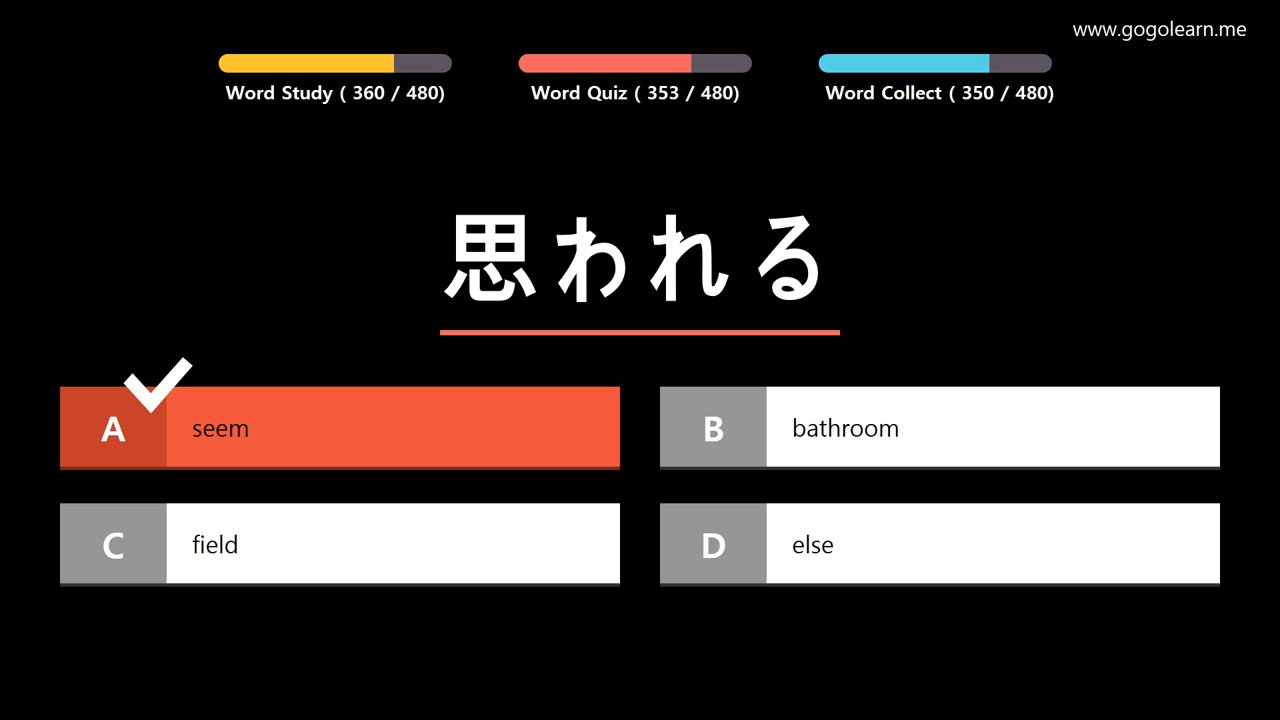 www.gogolearn.me
Word Study ( 360 / 480)
Word Quiz ( 353 / 480)
Word Collect ( 350 / 480)
思われる
A seem
B bathroom
C field
D else